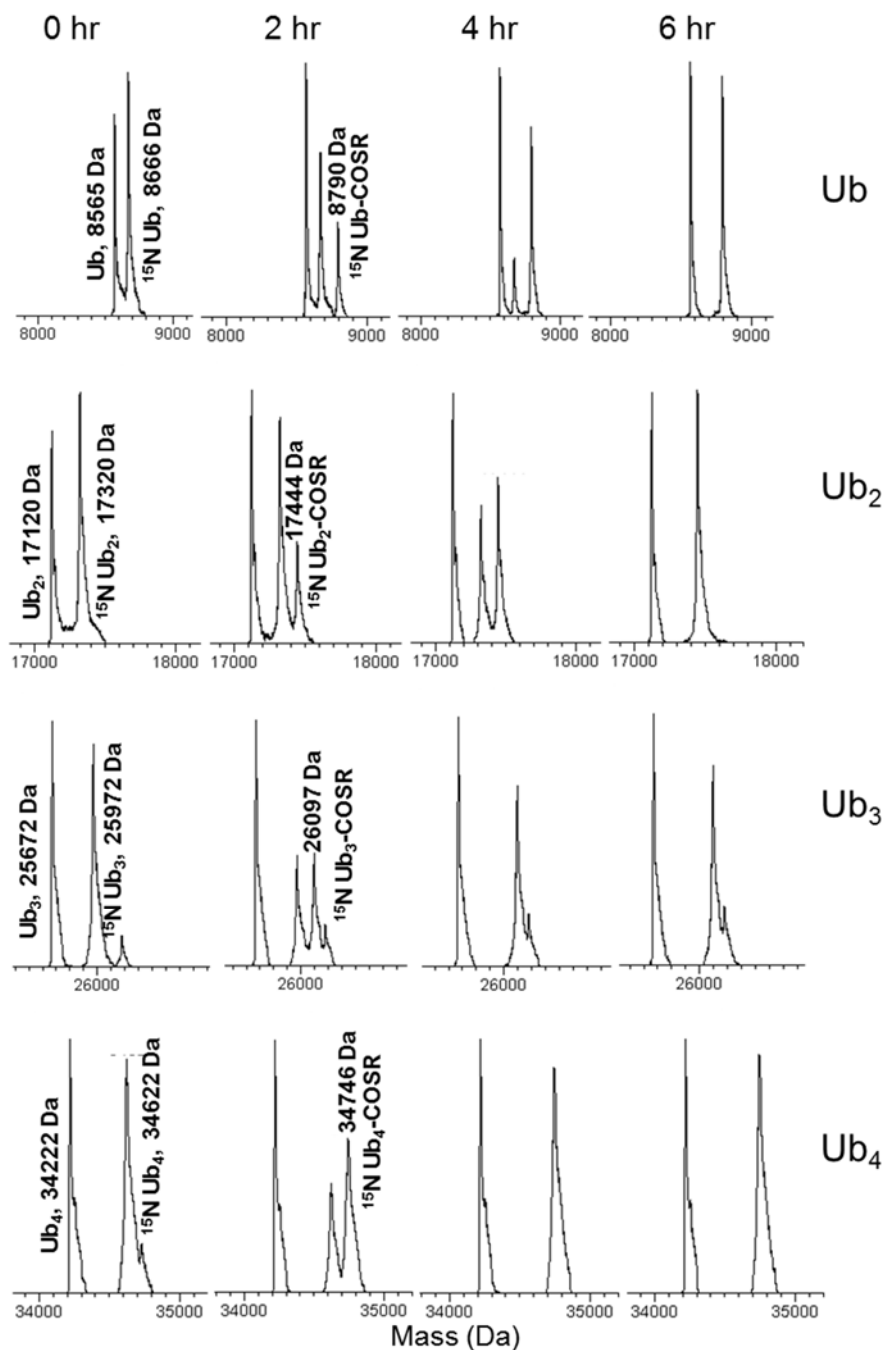 0 hr 2 hr 4 hr 6 hr
Ub, 8565 Da
¹⁵N Ub, 8666 Da
8790 Da
¹⁵N Ub-COSR
Ub
8000 9000 8000 9000 8000 9000 8000 9000
Ub₂, 17120 Da
¹⁵N Ub₂, 17320 Da
17444 Da
¹⁵N Ub₂-COSR
Ub₂
17000 18000 17000 18000 17000 18000 17000 18000
Ub₃, 25672 Da
¹⁵N Ub₃, 25972 Da
26097 Da
¹⁵N Ub₃-COSR
Ub₃
26000 26000 26000 26000
Ub₄, 34222 Da
¹⁵N Ub₄, 34622 Da
34746 Da
¹⁵N Ub₄-COSR
Ub₄
34000 35000 34000 35000 34000 35000 34000 35000
Mass (Da)